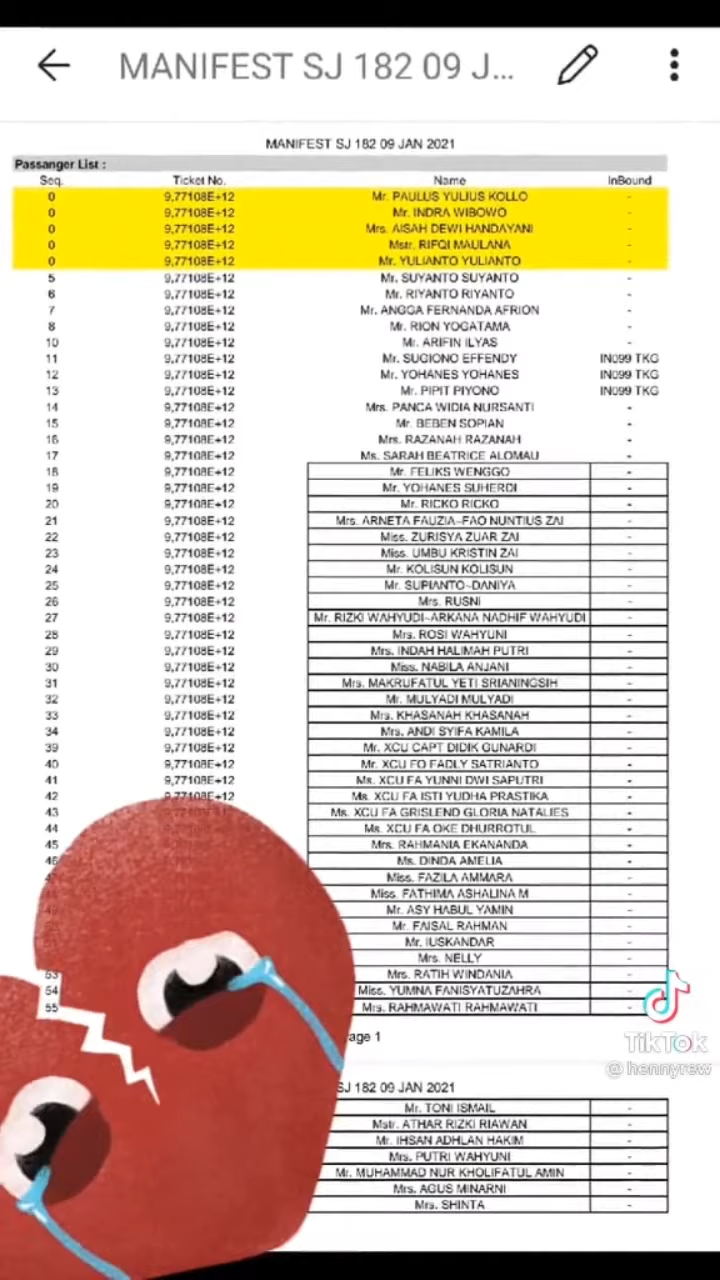 MANIFEST SJ 182 09 J...
MANIFEST SJ 182 09 JAN 2021
Passanger List :
Seq. Ticket No. Name InBound
0 9,77108E+12 Mr. PAULUS YULIUS KOLLO -
0 9,77108E+12 Mr. INDRA WIBOWO -
0 9,77108E+12 Mrs. AISAH DEWI HANDAYANI -
0 9,77108E+12 Mstr. RIFQI MAULANA -
0 9,77108E+12 Mr. YULIANTO YULIANTO -
5 9,77108E+12 Mr. SUYANTO SUYANTO -
6 9,77108E+12 Mr. RIYANTO RIYANTO -
7 9,77108E+12 Mr. ANGGA FERNANDA AFRION -
8 9,77108E+12 Mr. RION YOGATAMA -
10 9,77108E+12 Mr. ARIFIN ILYAS -
11 9,77108E+12 Mr. SUGIONO EFFENDY IN099 TKG
12 9,77108E+12 Mr. YOHANES YOHANES IN099 TKG
13 9,77108E+12 Mr. PIPIT PIYONO IN099 TKG
14 9,77108E+12 Mrs. PANCA WIDIA NURSANTI -
15 9,77108E+12 Mr. BEBEN SOPIAN -
16 9,77108E+12 Mrs. RAZANAH RAZANAH -
17 9,77108E+12 Ms. SARAH BEATRICE ALOMAU -
18 9,77108E+12 Mr. FELIKS WENGGO -
19 9,77108E+12 Mr. YOHANES SUHERDI -
20 9,77108E+12 Mr. RICKO RICKO -
21 9,77108E+12 Mrs. ARNETA FAUZIA~FAO NUNTIUS ZAI -
22 9,77108E+12 Miss. ZURISYA ZUAR ZAI -
23 9,77108E+12 Miss. UMBU KRISTIN ZAI -
24 9,77108E+12 Mr. KOLISUN KOLISUN -
25 9,77108E+12 Mr. SUPIANTO~DANIYA -
26 9,77108E+12 Mrs. RUSNI -
27 9,77108E+12 Mr. RIZKI WAHYUDI~ARKANA NADHIF WAHYUDI -
28 9,77108E+12 Mrs. ROSI WAHYUNI -
29 9,77108E+12 Mrs. INDAH HALIMAH PUTRI -
30 9,77108E+12 Miss. NABILA ANJANI -
31 9,77108E+12 Mrs. MAKRUFATUL YETI SRIANINGSIH -
32 9,77108E+12 Mr. MULYADI MULYADI -
33 9,77108E+12 Mrs. KHASANAH KHASANAH -
34 9,77108E+12 Mrs. ANDI SYIFA KAMILA -
39 9,77108E+12 Mr. XCU CAPT DIDIK GUNARDI -
40 9,77108E+12 Mr. XCU FO FADLY SATRIANTO -
41 9,77108E+12 Ms. XCU FA YUNNI DWI SAPUTRI -
42 9,77108E+12 Ms. XCU FA ISTI YUDHA PRASTIKA -
43 Ms. XCU FA GRISLEND GLORIA NATALIES -
44 Ms. XCU FA OKE DHURROTUL -
45 Mrs. RAHMANIA EKANANDA -
46 Ms. DINDA AMELIA -
Miss. FAZILA AMMARA -
Miss. FATHIMA ASHALINA M -
Mr. ASY HABUL YAMIN -
Mr. FAISAL RAHMAN -
Mr. IUSKANDAR -
Mrs. NELLY -
53 Mrs. RATIH WINDANIA -
54 Miss. YUMNA FANISYATUZAHRA -
55 Mrs. RAHMAWATI RAHMAWATI -
age 1
SJ 182 09 JAN 2021
Mr. TONI ISMAIL -
Mstr. ATHAR RIZKI RIAWAN -
Mr. IHSAN ADHLAN HAKIM -
Mrs. PUTRI WAHYUNI -
Mr. MUHAMMAD NUR KHOLIFATUL AMIN -
Mrs. AGUS MINARNI -
Mrs. SHINTA -
TikTok
@hennyrew